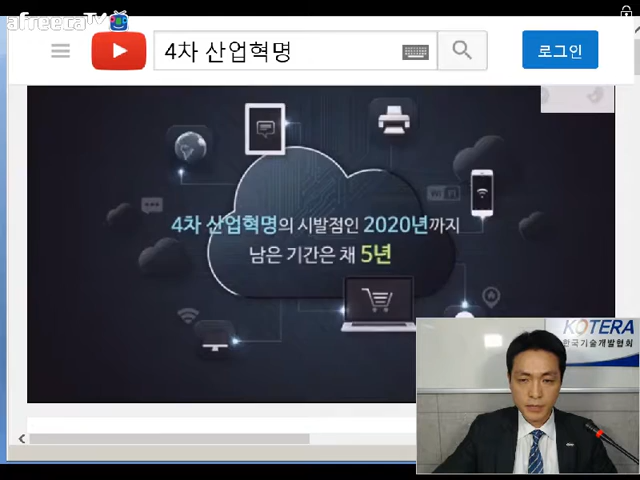 afreecaTV
4차 산업혁명
로그인
Wi Fi
4차 산업혁명의 시발점인 2020년까지
남은 기간은 채 5년
KOTERA
한국기술개발협회